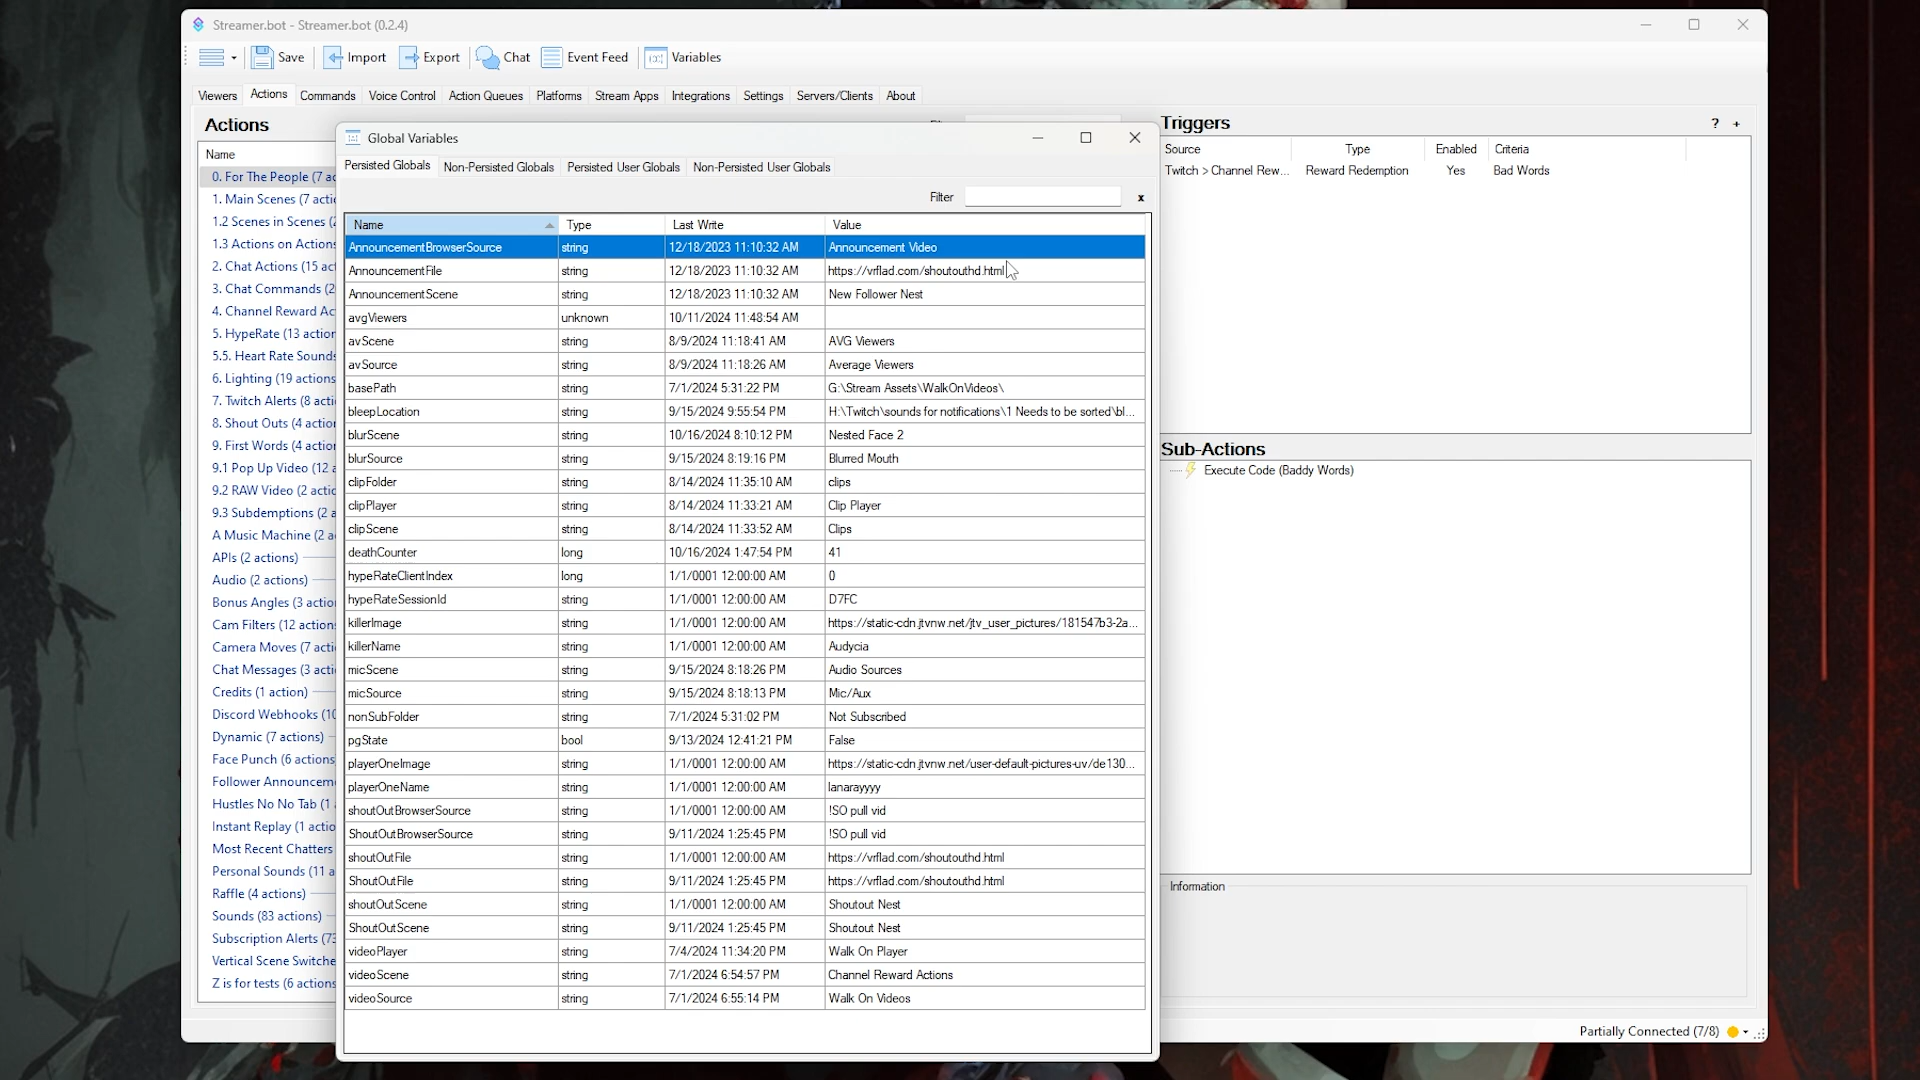 Streamer.bot - Streamer.bot (0.2.4)
Save Import Export Chat Event Feed Variables
Viewers Actions Commands Voice Control Action Queues Platforms Stream Apps Integrations Settings Servers/Clients About
Actions
Name
0. For The People (7 ac
1. Main Scenes (7 acti
1.2 Scenes in Scenes (2
1.3 Actions on Actions
2. Chat Actions (15 ac
3. Chat Commands (2
4. Channel Reward Ac
5. HypeRate (13 action
5.5. Heart Rate Sounds
6. Lighting (19 actions
7. Twitch Alerts (8 acti
8. Shout Outs (4 action
9. First Words (4 action
9.1 Pop Up Video (12 a
9.2 RAW Video (2 actio
9.3 Subdemptions (2 a
A Music Machine (2 a
APIs (2 actions)
Audio (2 actions)
Bonus Angles (3 actio
Cam Filters (12 actions
Camera Moves (7 acti
Chat Messages (3 acti
Credits (1 action)
Discord Webhooks (10
Dynamic (7 actions)
Face Punch (6 actions
Follower Announcem
Hustles No No Tab (1
Instant Replay (1 actio
Most Recent Chatters
Personal Sounds (11 a
Raffle (4 actions)
Sounds (83 actions)
Subscription Alerts (73
Vertical Scene Switche
Z is for tests (6 actions
Global Variables
Persisted Globals Non-Persisted Globals Persisted User Globals Non-Persisted User Globals
Filter x
Name Type Last Write Value
AnnouncementBrowserSource string 12/18/2023 11:10:32 AM Announcement Video
AnnouncementFile string 12/18/2023 11:10:32 AM https://vrflad.com/shoutouthd.html
AnnouncementScene string 12/18/2023 11:10:32 AM New Follower Nest
avgViewers unknown 10/11/2024 11:48:54 AM
avScene string 8/9/2024 11:18:41 AM AVG Viewers
avSource string 8/9/2024 11:18:26 AM Average Viewers
basePath string 7/1/2024 5:31:22 PM G:\Stream Assets\WalkOnVideos\
bleepLocation string 9/15/2024 9:55:54 PM H:\Twitch\sounds for notifications\1 Needs to be sorted\bl...
blurScene string 10/16/2024 8:10:12 PM Nested Face 2
blurSource string 9/15/2024 8:19:16 PM Blurred Mouth
clipFolder string 8/14/2024 11:35:10 AM clips
clipPlayer string 8/14/2024 11:33:21 AM Clip Player
clipScene string 8/14/2024 11:33:52 AM Clips
deathCounter long 10/16/2024 1:47:54 PM 41
hypeRateClientIndex long 1/1/0001 12:00:00 AM 0
hypeRateSessionId string 1/1/0001 12:00:00 AM D7FC
killerImage string 1/1/0001 12:00:00 AM https://static-cdn.jtvnw.net/jtv_user_pictures/181547b3-2a...
killerName string 1/1/0001 12:00:00 AM Audycia
micScene string 9/15/2024 8:18:26 PM Audio Sources
micSource string 9/15/2024 8:18:13 PM Mic/Aux
nonSubFolder string 7/1/2024 5:31:02 PM Not Subscribed
pgState bool 9/13/2024 12:41:21 PM False
playerOneImage string 1/1/0001 12:00:00 AM https://static-cdn.jtvnw.net/user-default-pictures-uv/de130...
playerOneName string 1/1/0001 12:00:00 AM lanarayyyy
shoutOutBrowserSource string 1/1/0001 12:00:00 AM !SO pull vid
ShoutOutBrowserSource string 9/11/2024 1:25:45 PM !SO pull vid
shoutOutFile string 1/1/0001 12:00:00 AM https://vrflad.com/shoutouthd.html
ShoutOutFile string 9/11/2024 1:25:45 PM https://vrflad.com/shoutouthd.html
shoutOutScene string 1/1/0001 12:00:00 AM Shoutout Nest
ShoutOutScene string 9/11/2024 1:25:45 PM Shoutout Nest
videoPlayer string 7/4/2024 11:34:20 PM Walk On Player
videoScene string 7/1/2024 6:54:57 PM Channel Reward Actions
videoSource string 7/1/2024 6:55:14 PM Walk On Videos
Triggers ? +
Source Type Enabled Criteria
Twitch > Channel Rew... Reward Redemption Yes Bad Words
Sub-Actions
Execute Code (Baddy Words)
Information
Partially Connected (7/8)